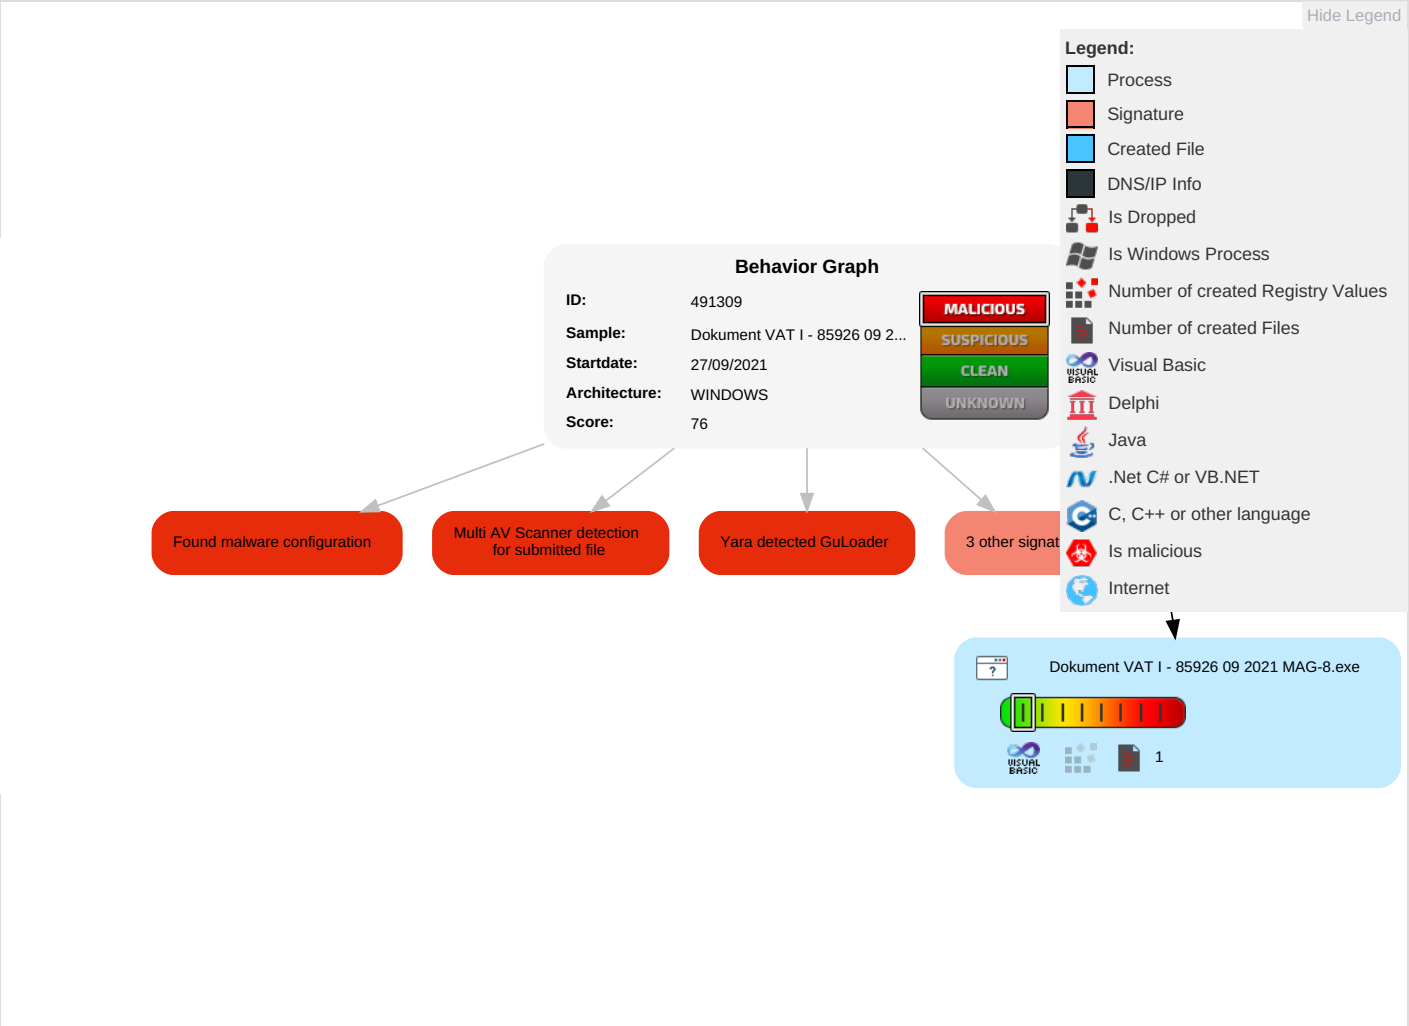 Hide Legend
Legend:
Process
Signature
Created File
DNS/IP Info
Is Dropped
Is Windows Process
Number of created Registry Values
Number of created Files
VISUAL BASIC
Visual Basic
Delphi
Java
.Net C# or VB.NET
C, C++ or other language
Is malicious
Internet
Behavior Graph
ID: 491309
Sample: Dokument VAT I - 85926 09 2...
Startdate: 27/09/2021
Architecture: WINDOWS
Score: 76
MALICIOUS
SUSPICIOUS
CLEAN
UNKNOWN
Found malware configuration
Multi AV Scanner detection
for submitted file
Yara detected GuLoader
3 other signat
?
Dokument VAT I - 85926 09 2021 MAG-8.exe
VISUAL
BASIC
1